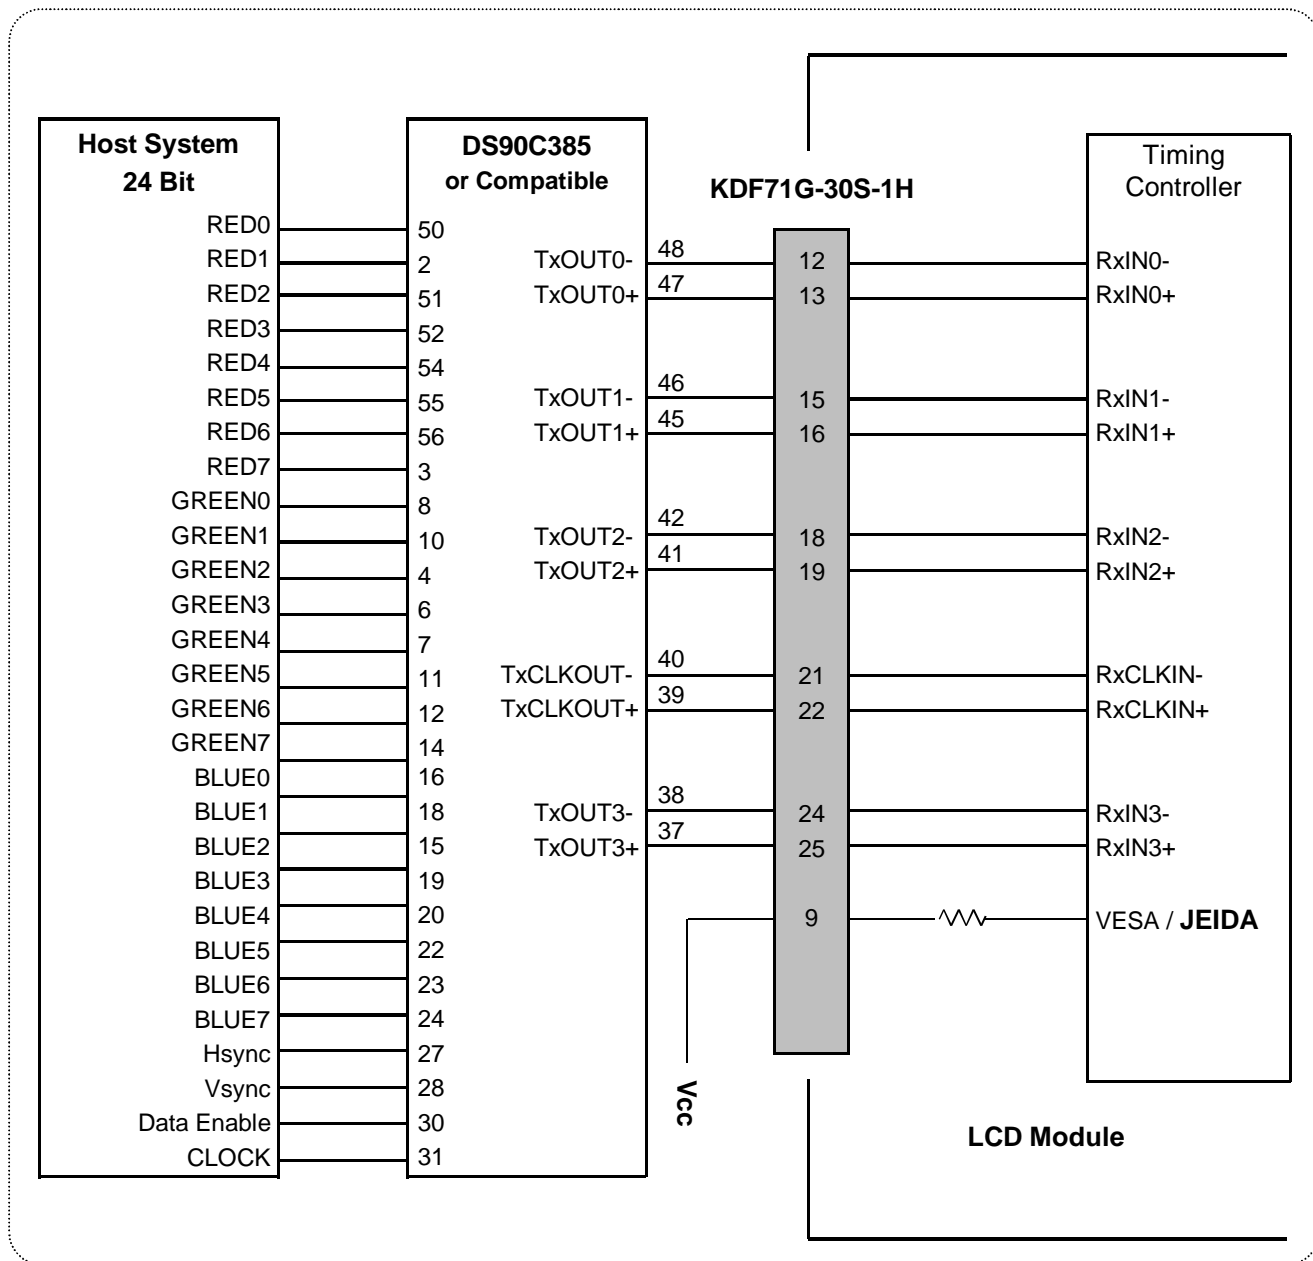 Host System
24 Bit
RED0
RED1
RED2
RED3
RED4
RED5
RED6
RED7
GREEN0
GREEN1
GREEN2
GREEN3
GREEN4
GREEN5
GREEN6
GREEN7
BLUE0
BLUE1
BLUE2
BLUE3
BLUE4
BLUE5
BLUE6
BLUE7
Hsync
Vsync
Data Enable
CLOCK
DS90C385
or Compatible
50
2
51
52
54
55
56
3
8
10
4
6
7
11
12
14
16
18
15
19
20
22
23
24
27
28
30
31
TxOUT0-
TxOUT0+
TxOUT1-
TxOUT1+
TxOUT2-
TxOUT2+
TxCLKOUT-
TxCLKOUT+
TxOUT3-
TxOUT3+
48
47
46
45
42
41
40
39
38
37
Vcc
KDF71G-30S-1H
12
13
15
16
18
19
21
22
24
25
9
Timing
Controller
RxIN0-
RxIN0+
RxIN1-
RxIN1+
RxIN2-
RxIN2+
RxCLKIN-
RxCLKIN+
RxIN3-
RxIN3+
VESA / JEIDA
LCD Module